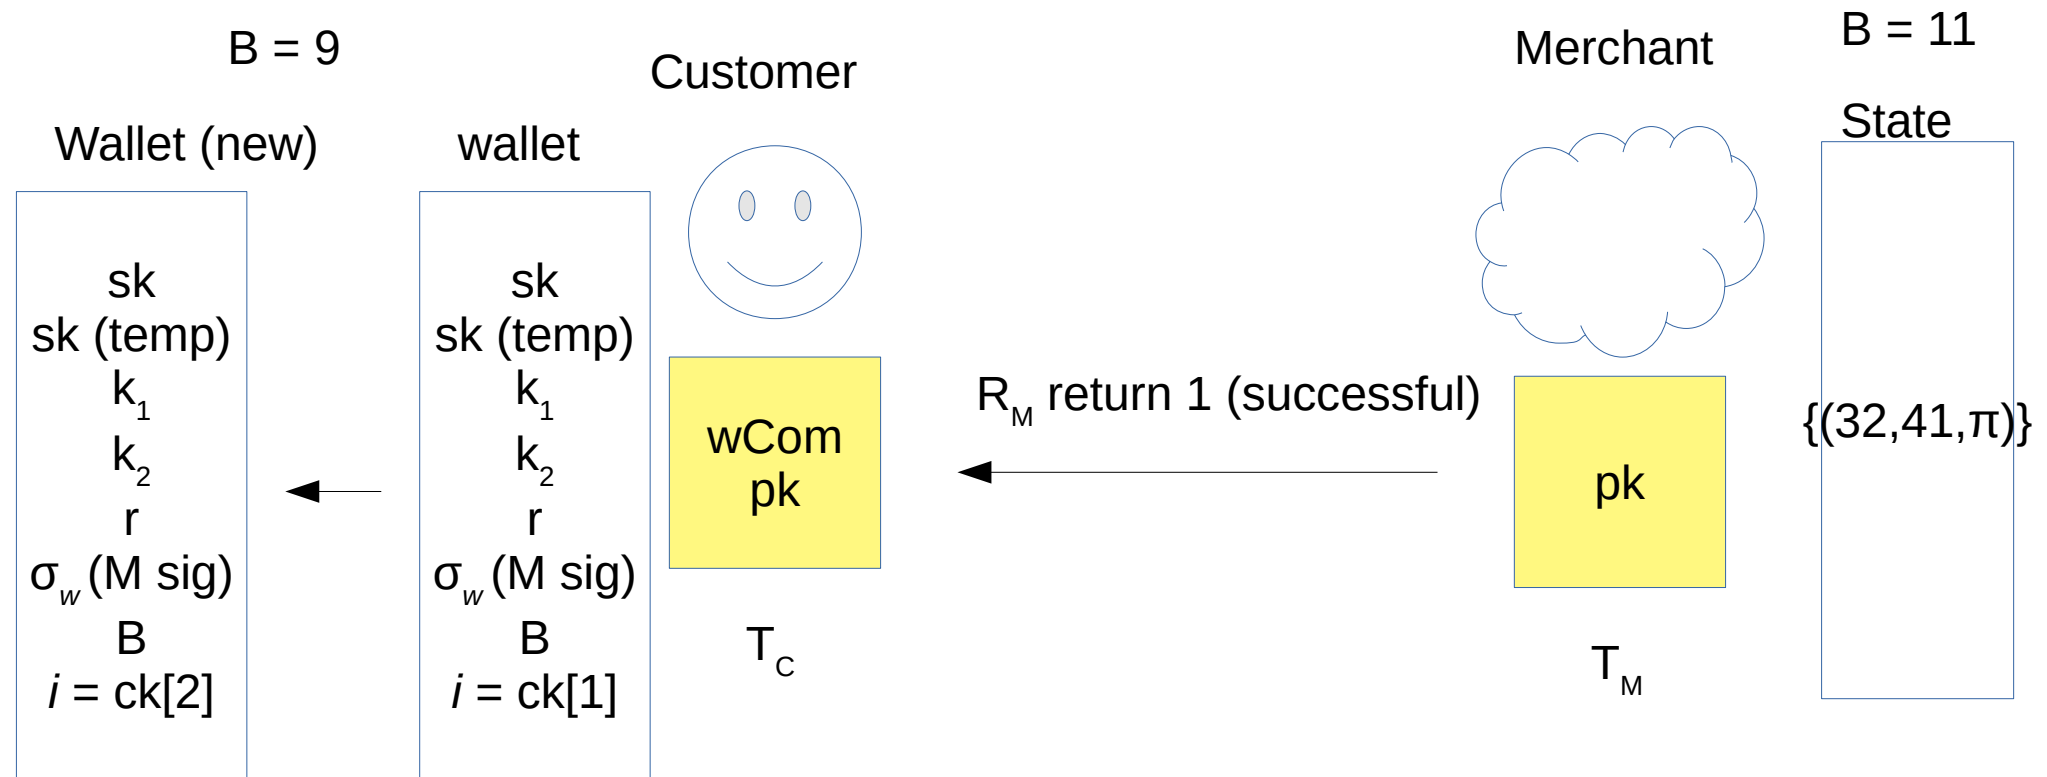 B = 9
Wallet (new)
sk
sk (temp)
k1
k2
r
σw (M sig)
B
i = ck[2]
wallet
sk
sk (temp)
k1
k2
r
σw (M sig)
B
i = ck[1]
Customer
wCom
pk
TC
RM return 1 (successful)
Merchant
pk
TM
B = 11
State
{(32,41,π)}